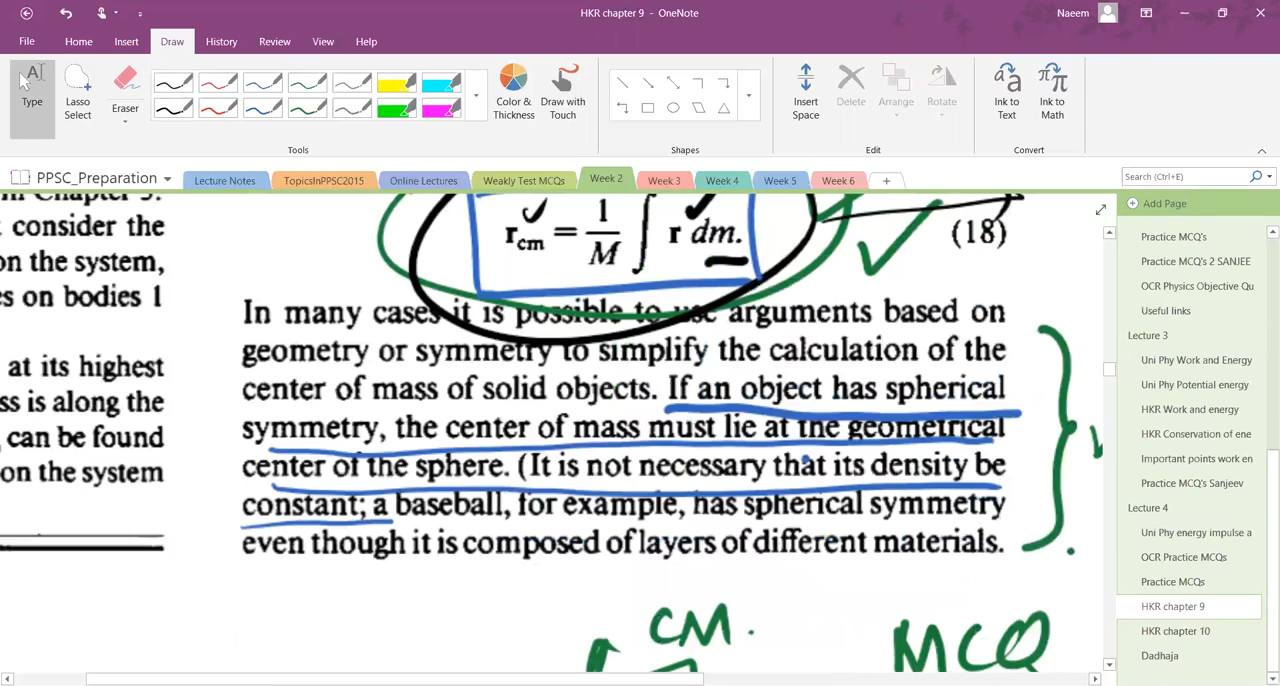 HKR chapter 9 - OneNote
Naeem
File
Home
Insert
Draw
History
Review
View
Help
Type
Lasso Select
Eraser
Color & Thickness
Draw with Touch
Insert Space
Delete
Arrange
Rotate
Ink to Text
Ink to Math
Tools
Shapes
Edit
Convert
PPSC_Preparation
Lecture Notes
TopicsInPPSC2015
Online Lectures
Weakly Test MCQs
Week 2
Week 3
Week 4
Week 5
Week 6
Search (Ctrl+E)
Add Page
Practice MCQ's
Practice MCQ's 2 SANJEE
OCR Physics Objective Qu
Useful links
Lecture 3
Uni Phy Work and Energy
Uni Phy Potential energy
HKR Work and energy
HKR Conservation of ene
Important points work en
Practice MCQ's Sanjeev
Lecture 4
Uni Phy energy impulse a
OCR Practice MCQs
Practice MCQs
HKR chapter 9
HKR chapter 10
Dadhaja
in Chapter 5.
consider the
on the system,
es on bodies 1
at its highest
ss is along the
can be found
on the system
r_cm = 1/M ∫ r dm. (18)
In many cases it is possible to use arguments based on
geometry or symmetry to simplify the calculation of the
center of mass of solid objects. If an object has spherical
symmetry, the center of mass must lie at the geometrical
center of the sphere. (It is not necessary that its density be
constant; a baseball, for example, has spherical symmetry
even though it is composed of layers of different materials.
CM.
MCQ